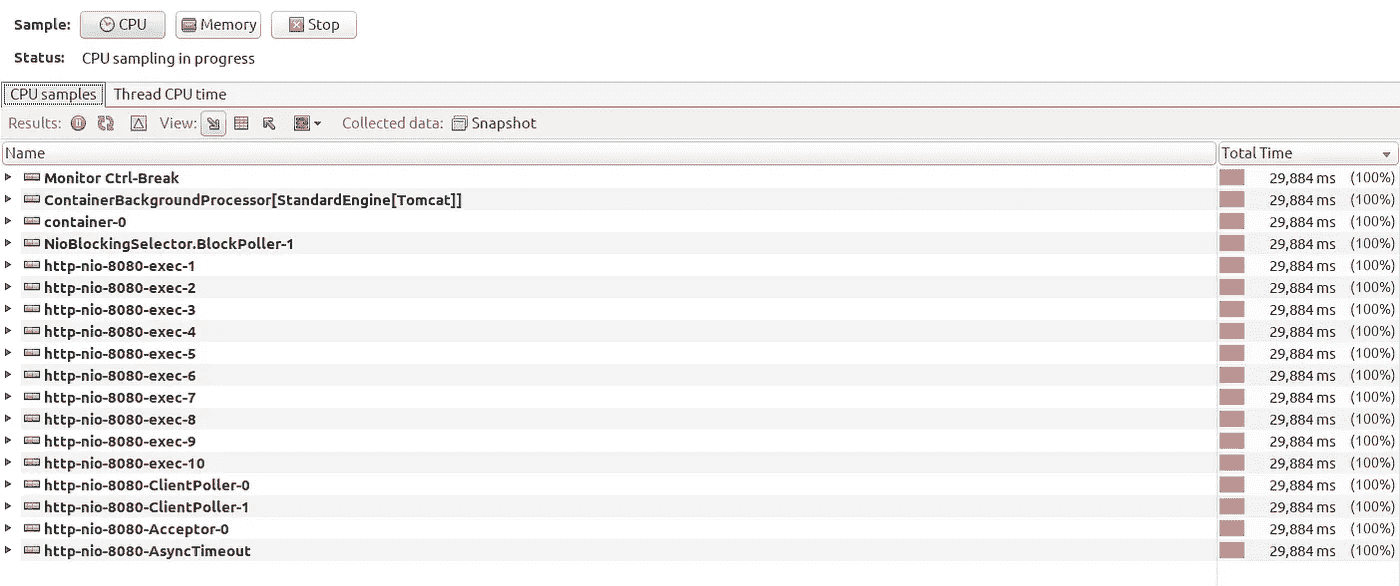 Sample: CPU Memory Stop
Status: CPU sampling in progress
CPU samples Thread CPU time
Results: View: Collected data: Snapshot
Name Total Time
Monitor Ctrl-Break 29,884 ms (100%)
ContainerBackgroundProcessor[StandardEngine[Tomcat]] 29,884 ms (100%)
container-0 29,884 ms (100%)
NioBlockingSelector.BlockPoller-1 29,884 ms (100%)
http-nio-8080-exec-1 29,884 ms (100%)
http-nio-8080-exec-2 29,884 ms (100%)
http-nio-8080-exec-3 29,884 ms (100%)
http-nio-8080-exec-4 29,884 ms (100%)
http-nio-8080-exec-5 29,884 ms (100%)
http-nio-8080-exec-6 29,884 ms (100%)
http-nio-8080-exec-7 29,884 ms (100%)
http-nio-8080-exec-8 29,884 ms (100%)
http-nio-8080-exec-9 29,884 ms (100%)
http-nio-8080-exec-10 29,884 ms (100%)
http-nio-8080-ClientPoller-0 29,884 ms (100%)
http-nio-8080-ClientPoller-1 29,884 ms (100%)
http-nio-8080-Acceptor-0 29,884 ms (100%)
http-nio-8080-AsyncTimeout 29,884 ms (100%)